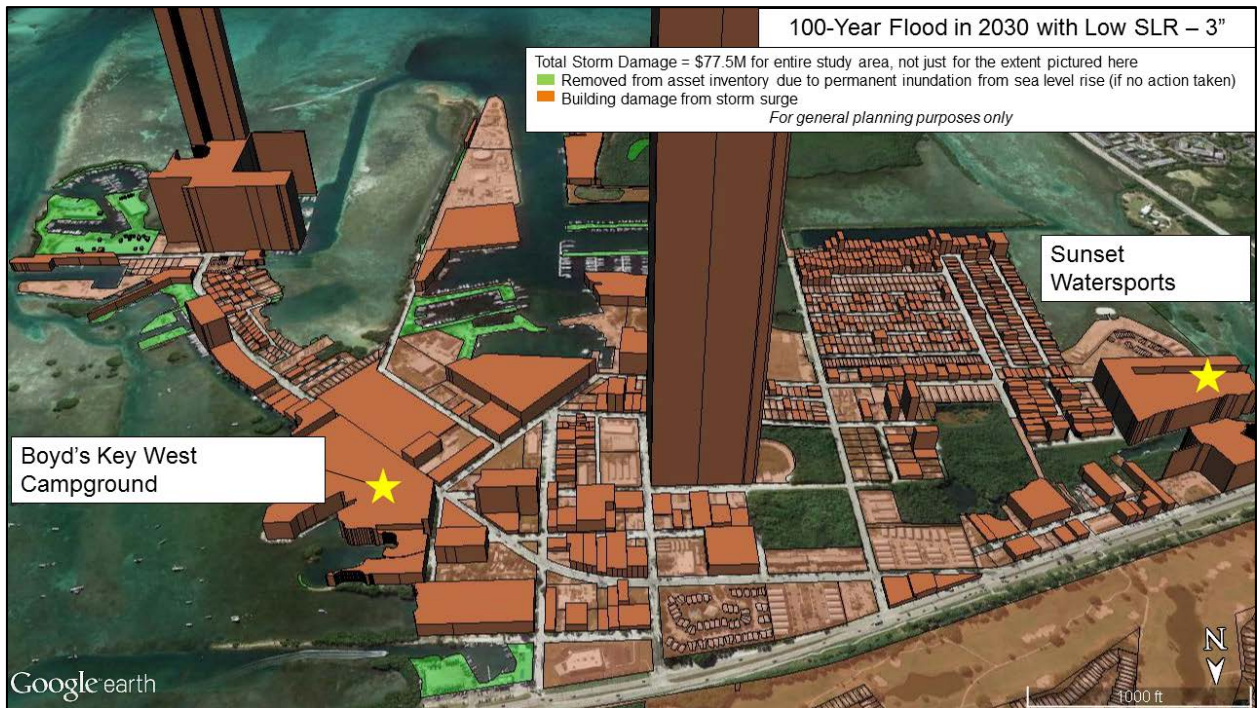 100-Year Flood in 2030 with Low SLR – 3”
Total Storm Damage = $77.5M for entire study area, not just for the extent pictured here
Removed from asset inventory due to permanent inundation from sea level rise (if no action taken)
Building damage from storm surge
For general planning purposes only
Sunset
Watersports
Boyd’s Key West
Campground
N
Google earth
1000 ft